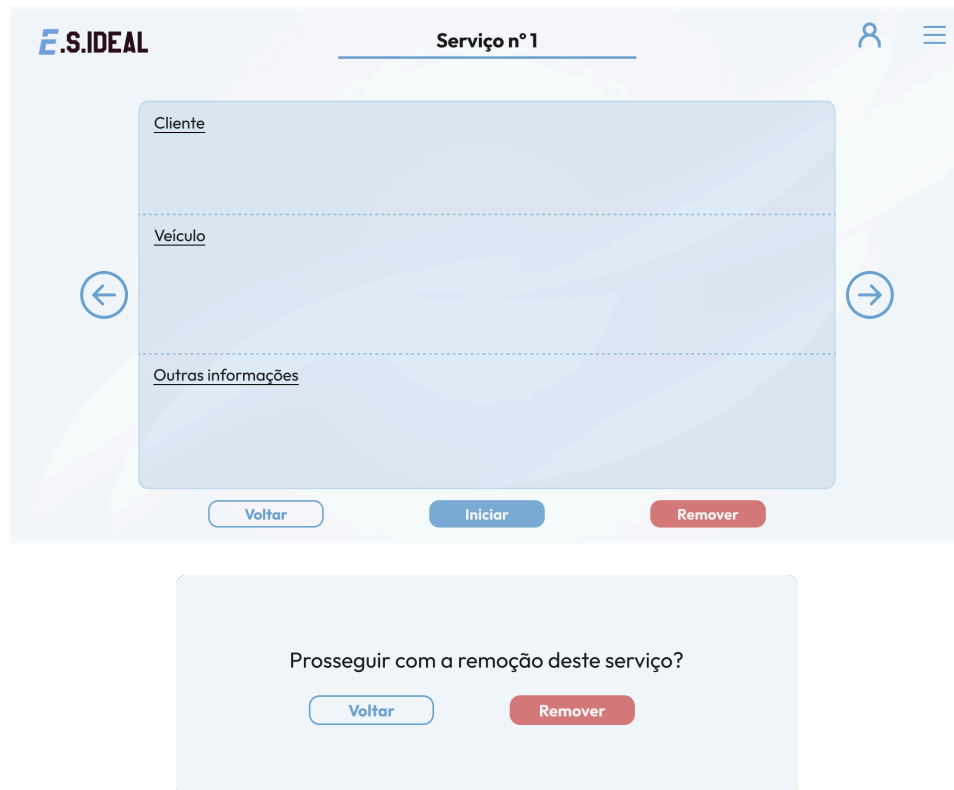 E.S.IDEAL
Serviço nº 1
Cliente
Veículo
Outras informações
Voltar
Iniciar
Remover
Prosseguir com a remoção deste serviço?
Voltar
Remover